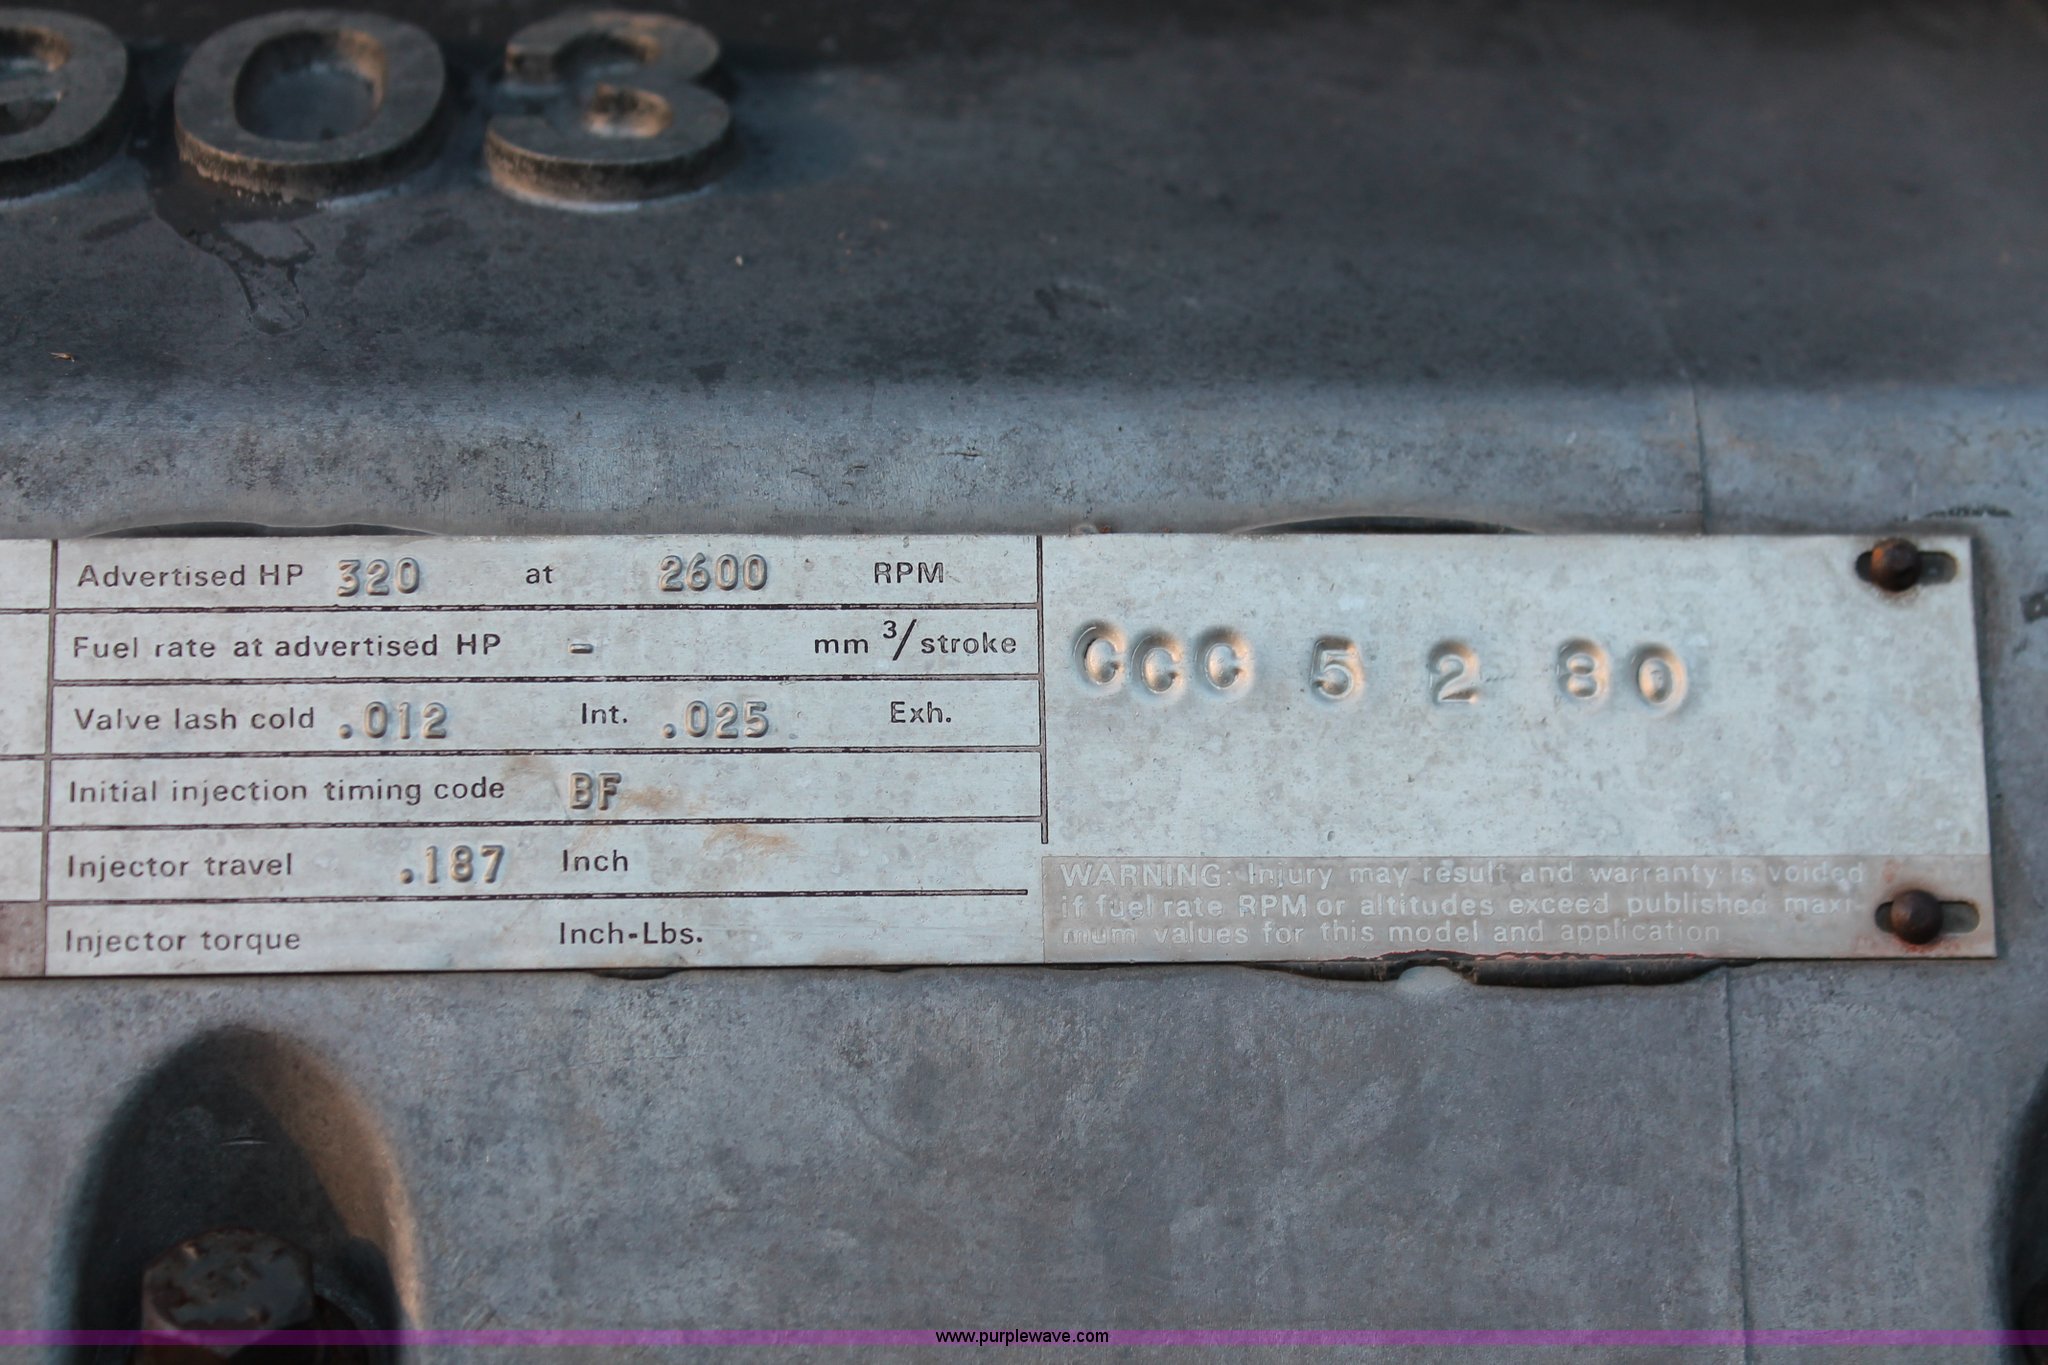 903
Advertised HP 320 at 2600 RPM
Fuel rate at advertised HP - mm ³/stroke
Valve lash cold .012 Int. .025 Exh.
Initial injection timing code BF
Injector travel .187 Inch
Injector torque Inch-Lbs.
CCC 5 2 80
WARNING: Injury may result and warranty is voided
if fuel rate RPM or altitudes exceed published maxi-
mum values for this model and application
www.purplewave.com